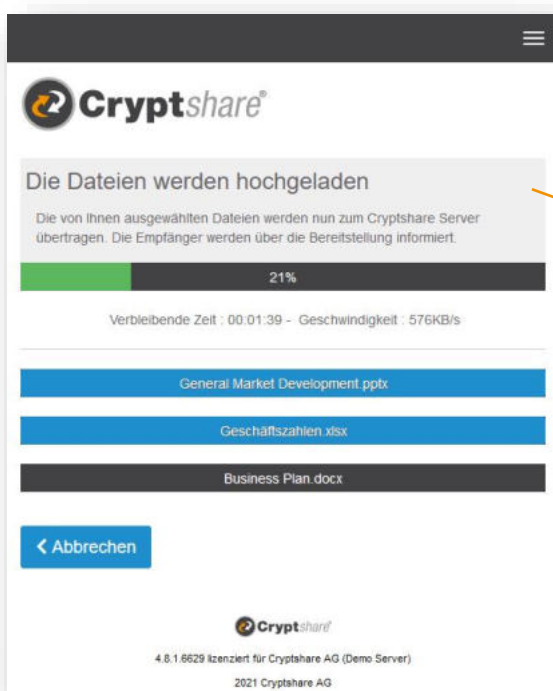 Cryptshare®
Die Dateien werden hochgeladen
Die von Ihnen ausgewählten Dateien werden nun zum Cryptshare Server
übertragen. Die Empfänger werden über die Bereitstellung informiert.
21%
Verbleibende Zeit : 00:01:39 - Geschwindigkeit : 576KB/s
General Market Development.pptx
Geschäftszahlen.xlsx
Business Plan.docx
Abbrechen
Cryptshare®
4.8.1.6629 lizenziert für Cryptshare AG (Demo Server)
2021 Cryptshare AG